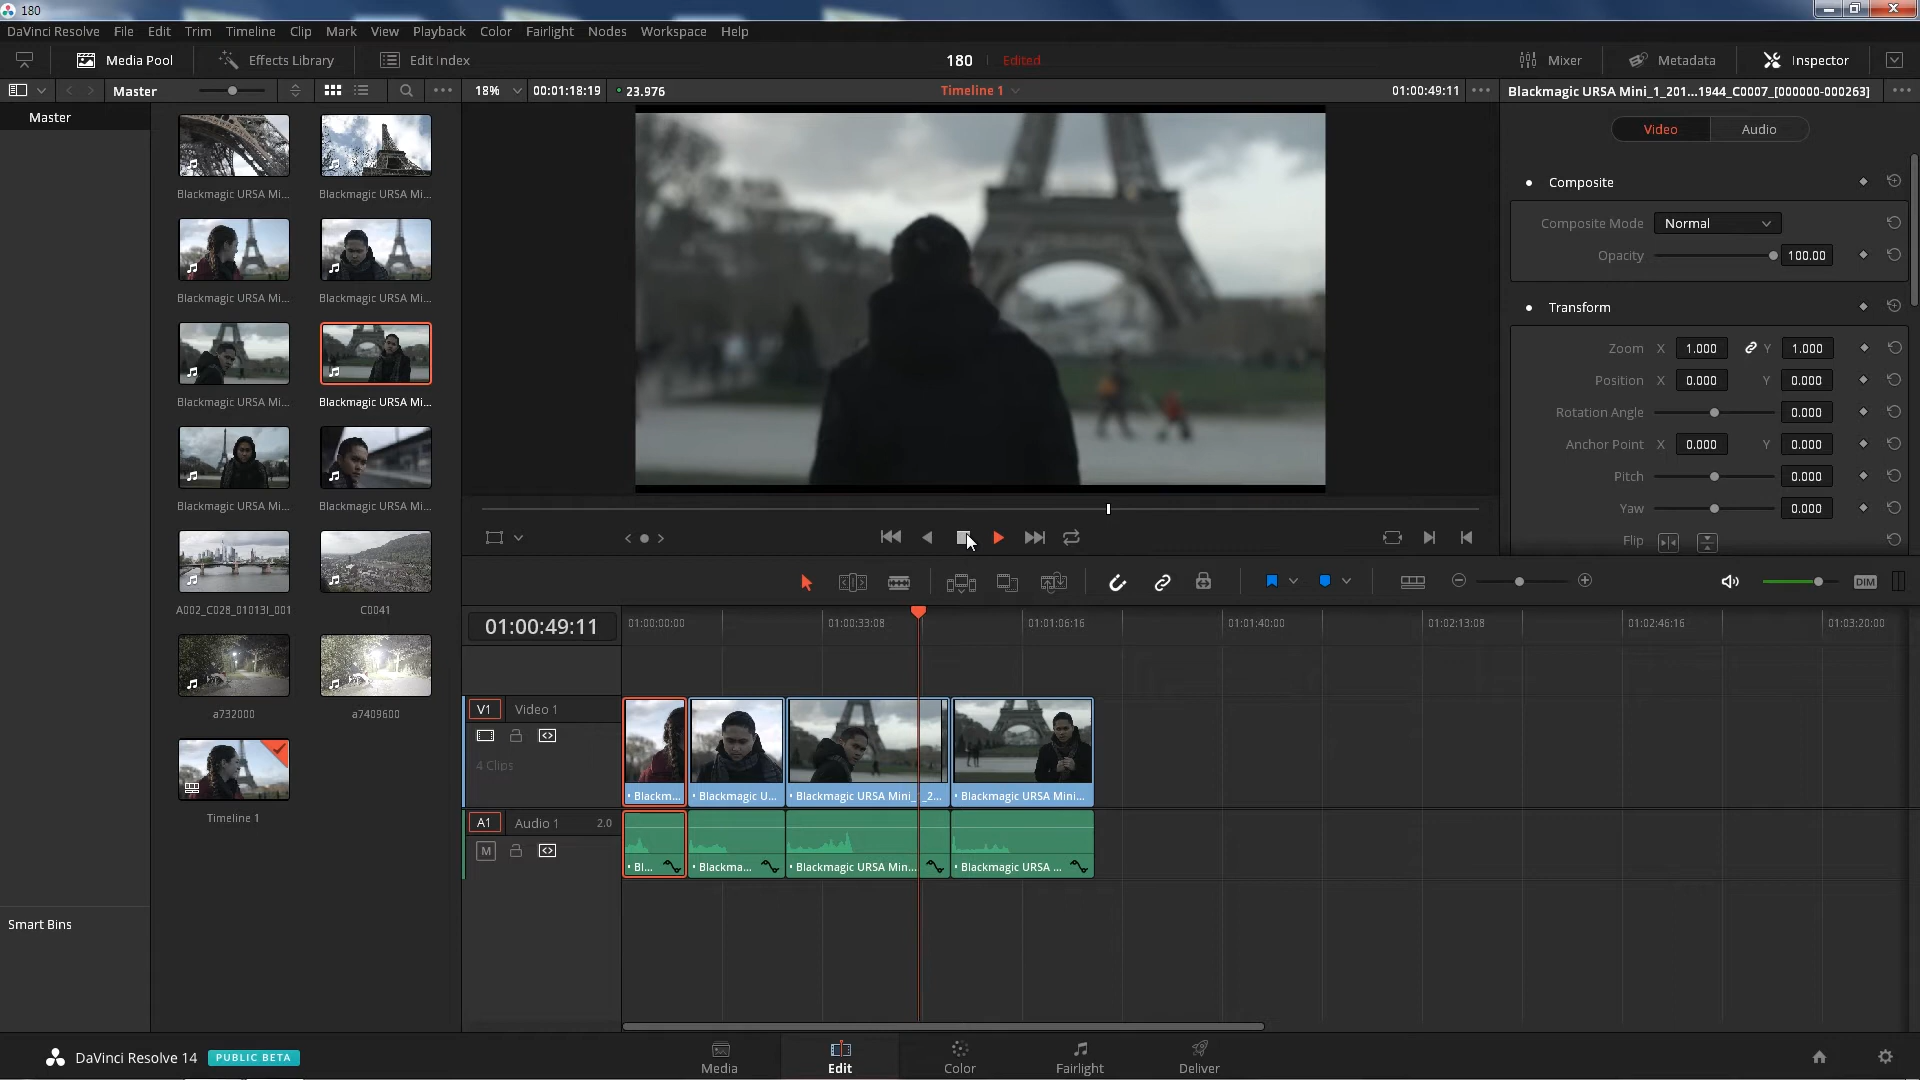 180
DaVinci Resolve File Edit Trim Timeline Clip Mark View Playback Color Fairlight Nodes Workspace Help
Media Pool Effects Library Edit Index 180 Edited Mixer Metadata Inspector
Master 18% 00:01:18:19 23.976 Timeline 1 01:00:49:11 Blackmagic URSA Mini_1_201...1944_C0007_[000000-000263]
Master
Video Audio
Composite
Blackmagic URSA Mi... Blackmagic URSA Mi...
Composite Mode Normal
Opacity 100.00
Blackmagic URSA Mi... Blackmagic URSA Mi...
Transform
Zoom X 1.000 Y 1.000
Position X 0.000 Y 0.000
Blackmagic URSA Mi... Blackmagic URSA Mi...
Rotation Angle 0.000
Anchor Point X 0.000 Y 0.000
Pitch 0.000
Blackmagic URSA Mi... Blackmagic URSA Mi...
Yaw 0.000
Flip
DIM
A002_C028_01013I_001 C0041
01:00:49:11 01:00:00:00 01:00:33:08 01:01:06:16 01:01:40:00 01:02:13:08 01:02:46:16 01:03:20:00
a732000 a7409600
V1 Video 1
4 Clips
• Blackm... • Blackmagic U... • Blackmagic URSA Mini_1_2... • Blackmagic URSA Mini...
Timeline 1
A1 Audio 1 2.0
M
• Bl... • Blackma... • Blackmagic URSA Min... • Blackmagic URSA ...
Smart Bins
DaVinci Resolve 14 PUBLIC BETA
Media Edit Color Fairlight Deliver